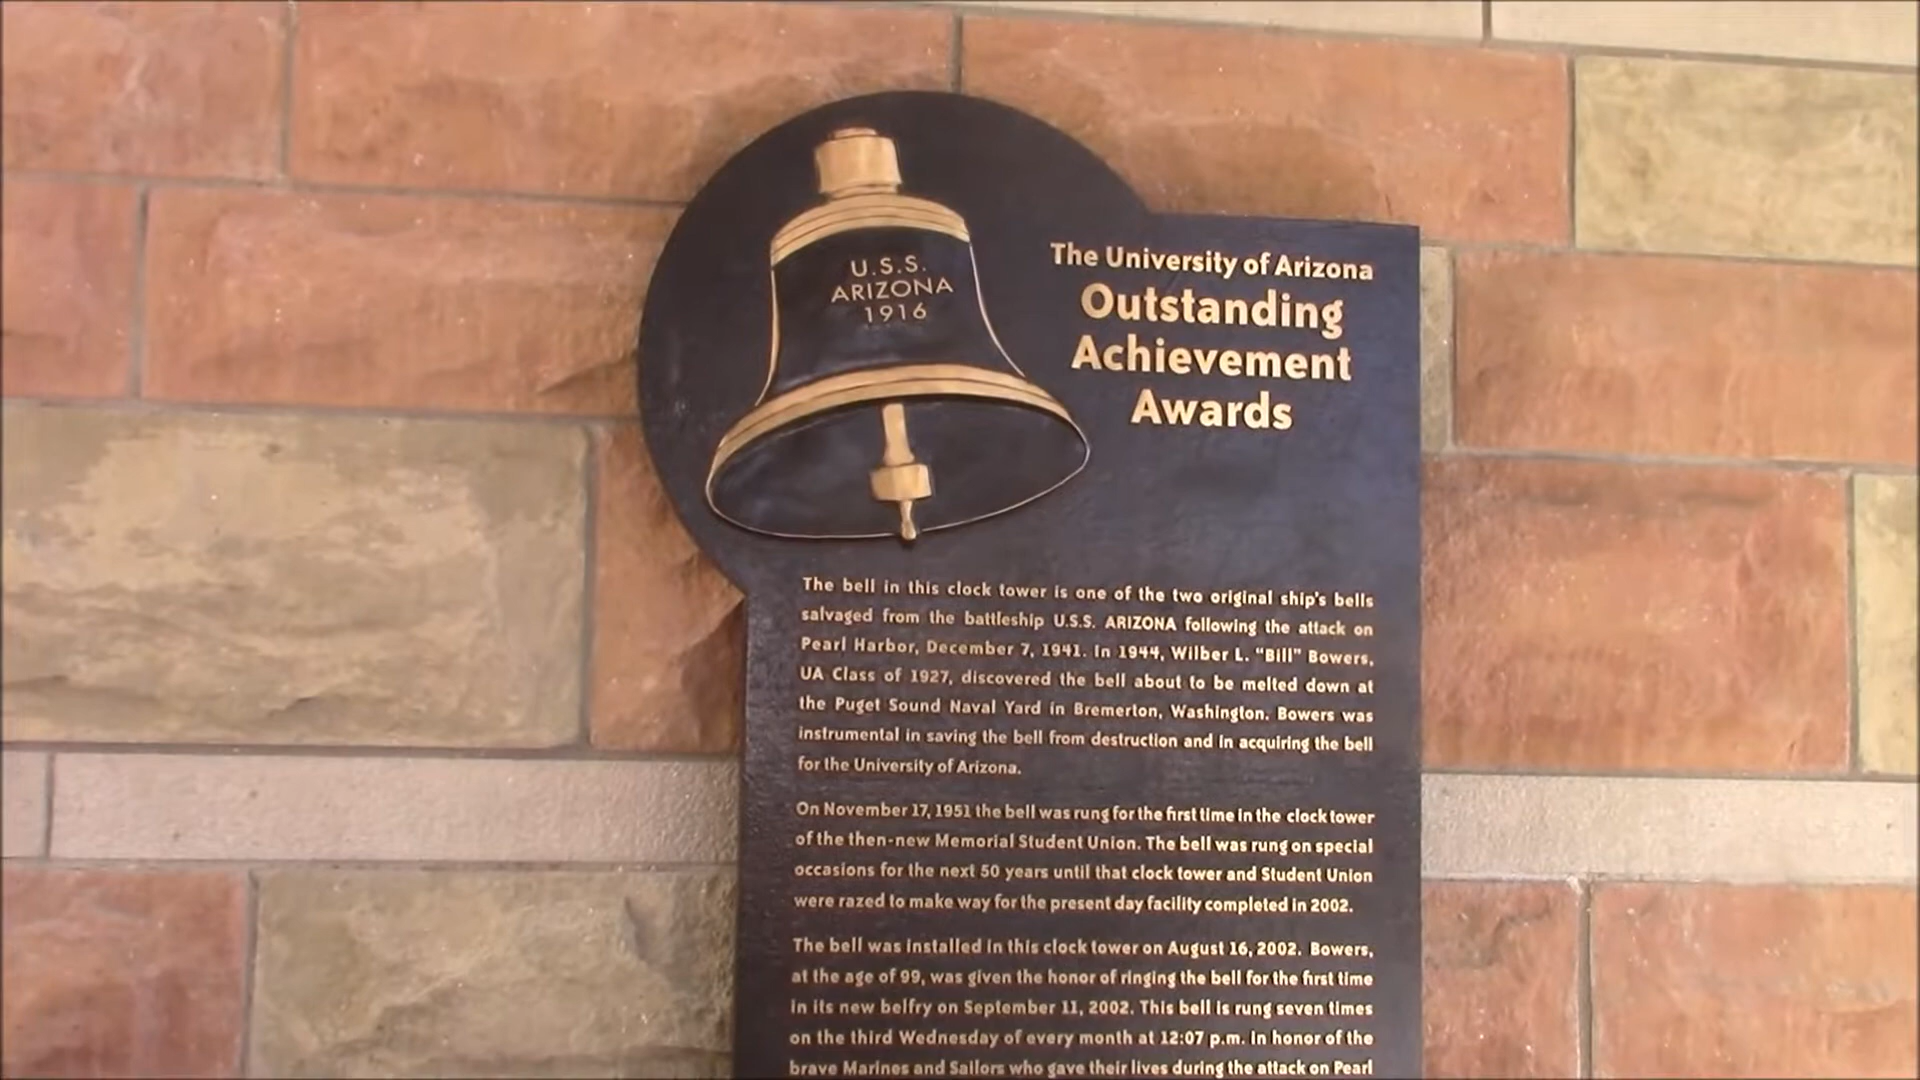 U.S.S.
ARIZONA
1916
The University of Arizona
Outstanding
Achievement
Awards
The bell in this clock tower is one of the two original ship's bells
salvaged from the battleship U.S.S. ARIZONA following the attack on
Pearl Harbor, December 7, 1941. In 1944, Wilber L. "Bill" Bowers,
UA Class of 1927, discovered the bell about to be melted down at
the Puget Sound Naval Yard in Bremerton, Washington. Bowers was
instrumental in saving the bell from destruction and in acquiring the bell
for the University of Arizona.
On November 17, 1951 the bell was rung for the first time in the clock tower
of the then-new Memorial Student Union. The bell was rung on special
occasions for the next 50 years until that clock tower and Student Union
were razed to make way for the present day facility completed in 2002.
The bell was installed in this clock tower on August 16, 2002. Bowers,
at the age of 99, was given the honor of ringing the bell for the first time
in its new belfry on September 11, 2002. This bell is rung seven times
on the third Wednesday of every month at 12:07 p.m. in honor of the
brave Marines and Sailors who gave their lives during the attack on Pearl